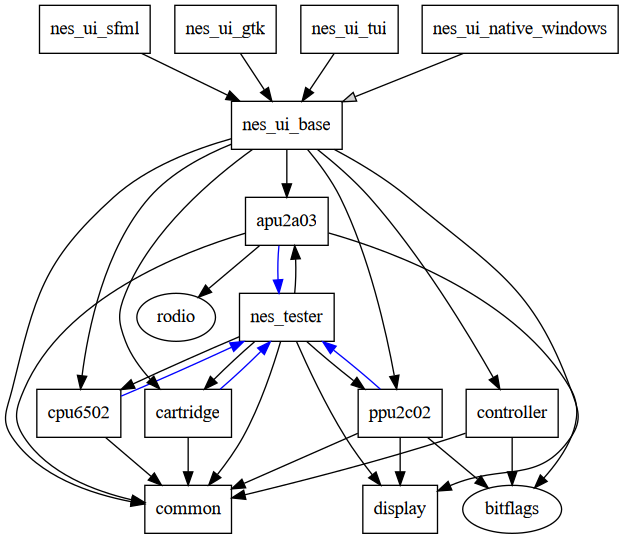 nes_ui_sfml
nes_ui_gtk
nes_ui_tui
nes_ui_native_windows
nes_ui_base
apu2a03
rodio
nes_tester
cpu6502
cartridge
ppu2c02
controller
common
display
bitflags